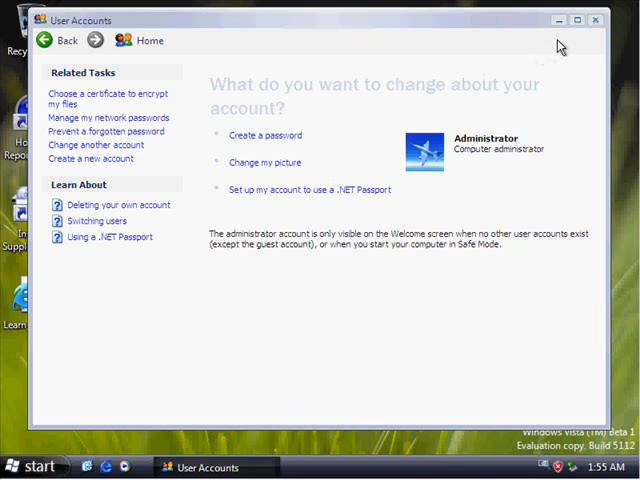 User Accounts
Back
Home
Related Tasks
Choose a certificate to encrypt
my files
Manage my network passwords
Prevent a forgotten password
Change another account
Create a new account
Learn About
Deleting your own account
Switching users
Using a .NET Passport
What do you want to change about your
account?
Create a password
Change my picture
Set up my account to use a .NET Passport
Administrator
Computer administrator
The administrator account is only visible on the Welcome screen when no other user accounts exist
(except the guest account), or when you start your computer in Safe Mode.
Windows Vista (TM) Beta 1
Evaluation copy. Build 5112
start
User Accounts
1:55 AM